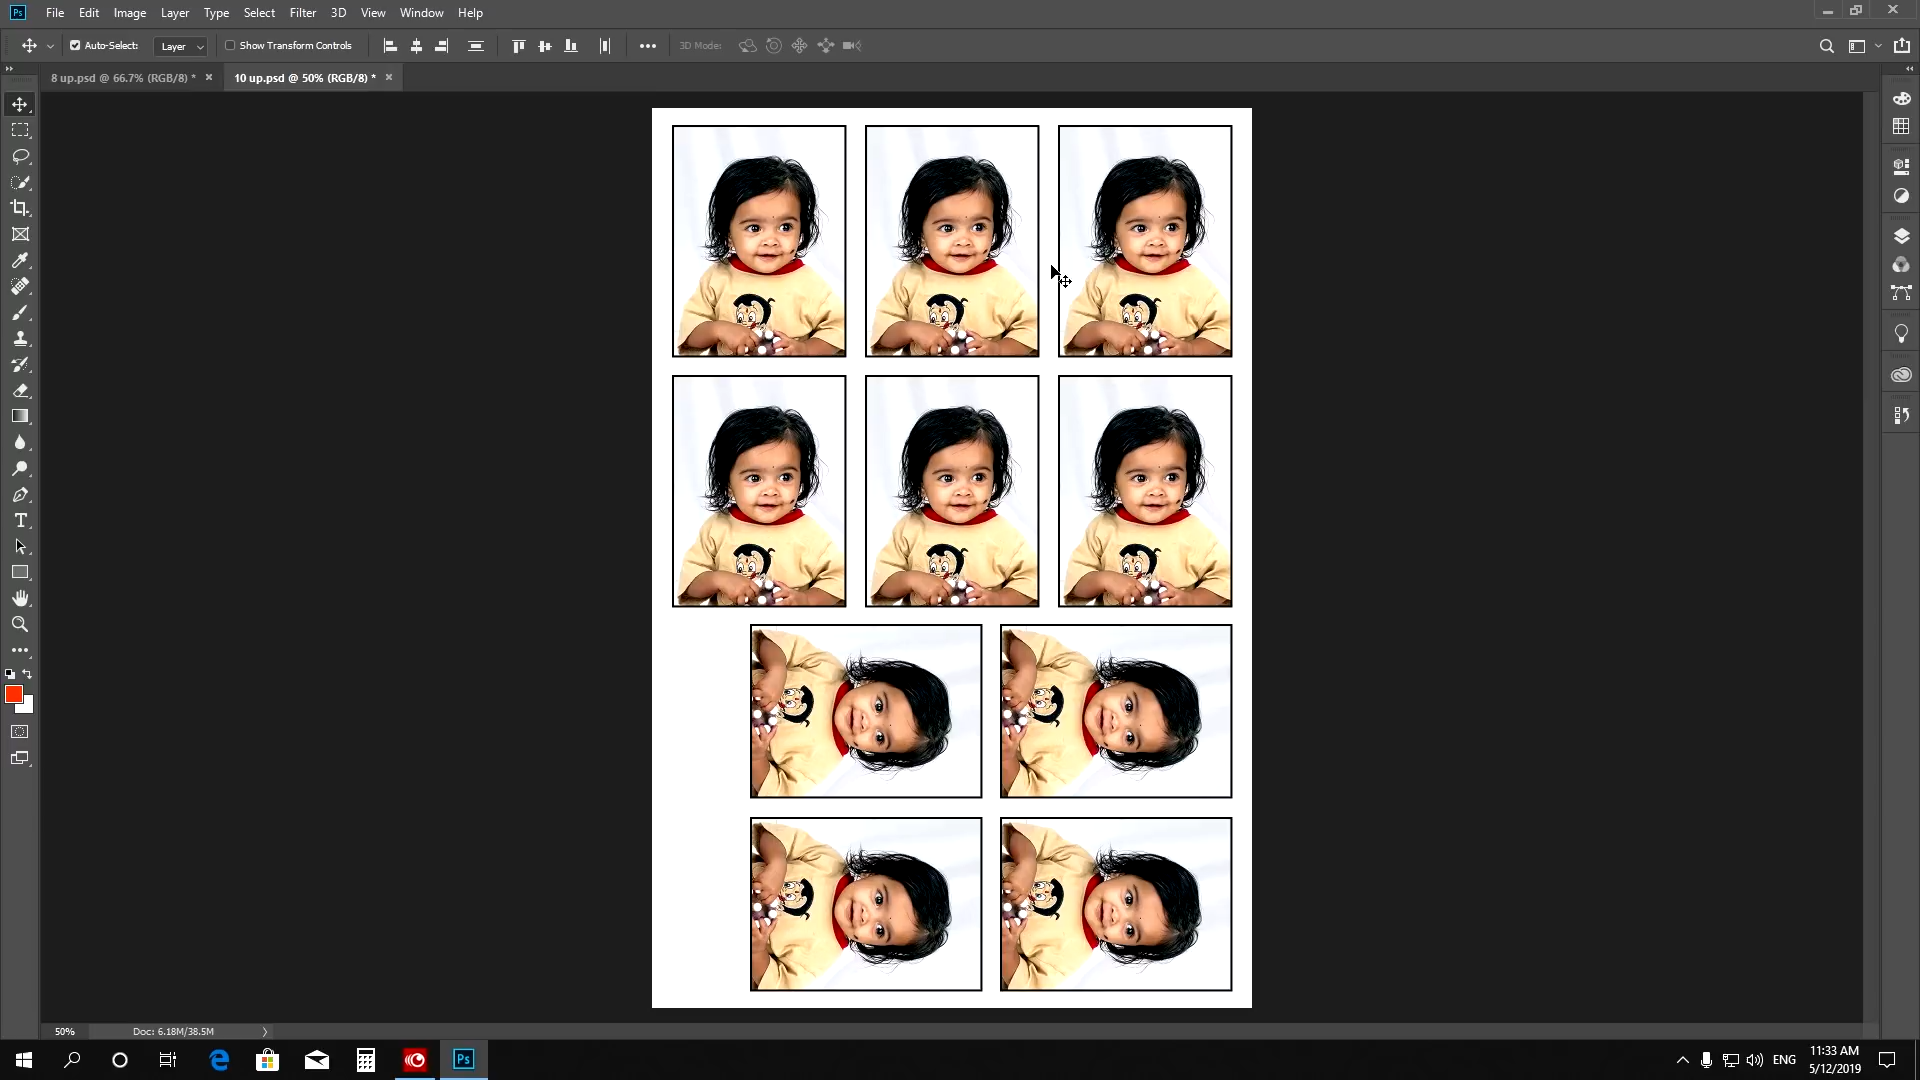 Ps File Edit Image Layer Type Select Filter 3D View Window Help
Auto-Select: Layer Show Transform Controls 3D Mode:
8 up.psd @ 66.7% (RGB/8) * 10 up.psd @ 50% (RGB/8) *
50% Doc: 6.18M/38.5M
Ps ENG 11:33 AM
5/12/2019